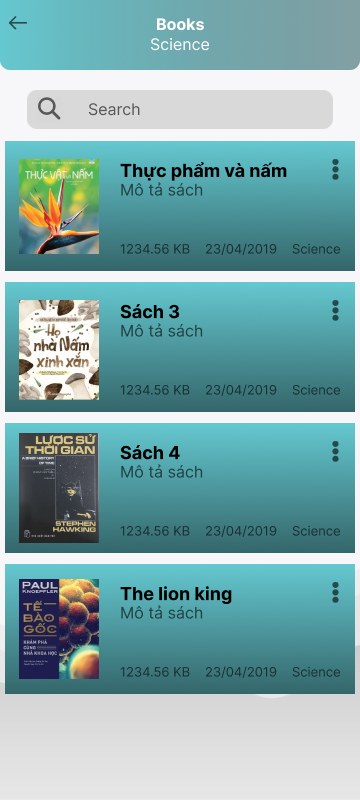 Books
Science
Search
THỰC VẬT VÀ NẤM
Thực phẩm và nấm
Mô tả sách
1234.56 KB 23/04/2019 Science
Họ
nhà Nấm
xinh xắn
Sách 3
Mô tả sách
1234.56 KB 23/04/2019 Science
LƯỢC SỬ
THỜI GIAN
A BRIEF HISTORY
OF TIME
STEPHEN
HAWKING
Sách 4
Mô tả sách
1234.56 KB 23/04/2019 Science
PAUL
KNOEPFLER
TẾ
BÀO
GỐC
KHÁM PHÁ
CÙNG
NHÀ KHOA HỌC
The lion king
Mô tả sách
1234.56 KB 23/04/2019 Science